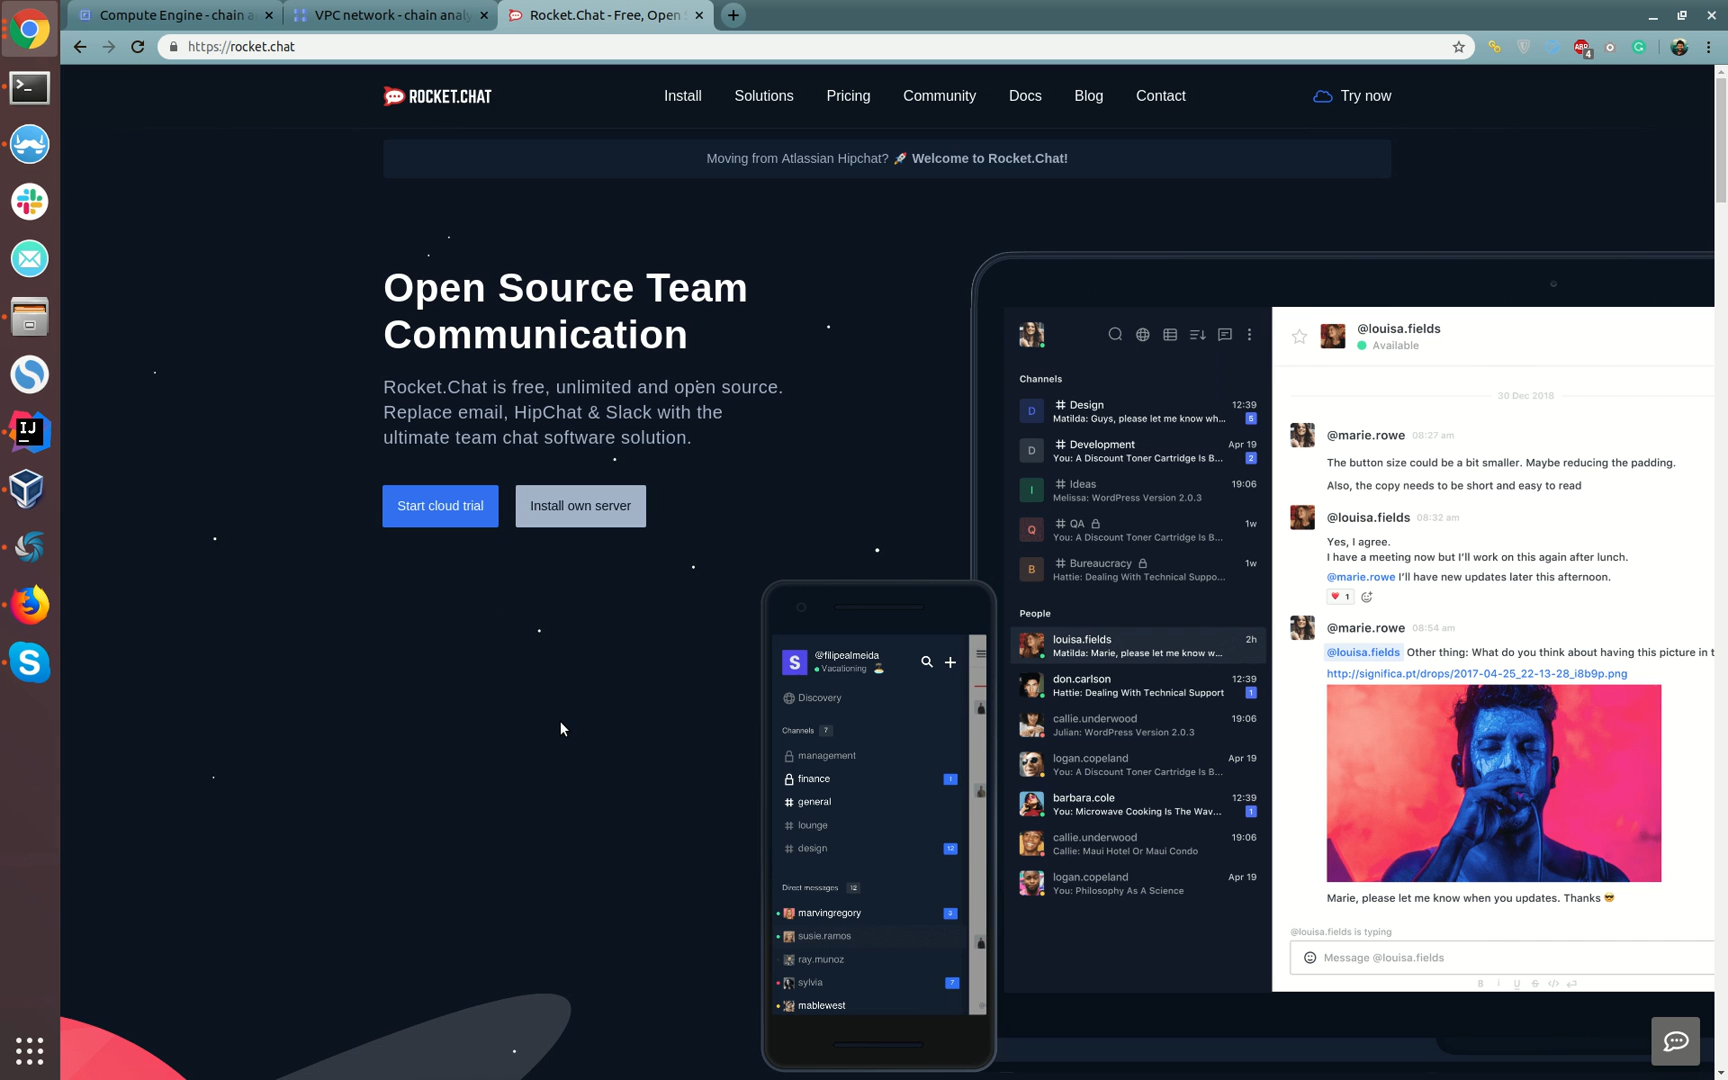 Compute Engine - chain a
VPC network - chain analy
Rocket.Chat - Free, Open S
https://rocket.chat
ABP
4
ROCKET.CHAT
Install
Solutions
Pricing
Community
Docs
Blog
Contact
Try now
Moving from Atlassian Hipchat? 🚀 Welcome to Rocket.Chat!
Open Source Team
Communication
Rocket.Chat is free, unlimited and open source.
Replace email, HipChat & Slack with the
ultimate team chat software solution.
Start cloud trial
Install own server
IJ
S
@filipealmeida
Vacationing
Discovery
Channels 7
management
finance 1
# general
# lounge
# design 12
Direct messages 12
marvingregory 3
susie.ramos
ray.munoz
sylvia 7
mablewest
Channels
D # Design 12:39
Matilda: Guys, please let me know wh... 5
D # Development Apr 19
You: A Discount Toner Cartridge Is B... 2
I # Ideas 19:06
Melissa: WordPress Version 2.0.3
Q # QA 1w
You: A Discount Toner Cartridge Is B...
B # Bureaucracy 1w
Hattie: Dealing With Technical Suppo...
People
louisa.fields 2h
Matilda: Marie, please let me know w...
don.carlson 12:39
Hattie: Dealing With Technical Support 1
callie.underwood 19:06
Julian: WordPress Version 2.0.3
logan.copeland Apr 19
You: A Discount Toner Cartridge Is B...
barbara.cole 12:39
You: Microwave Cooking Is The Wav... 1
callie.underwood 19:06
Callie: Maui Hotel Or Maui Condo
logan.copeland Apr 19
You: Philosophy As A Science
@louisa.fields
Available
30 Dec 2018
@marie.rowe 08:27 am
The button size could be a bit smaller. Maybe reducing the padding.
Also, the copy needs to be short and easy to read
@louisa.fields 08:32 am
Yes, I agree.
I have a meeting now but I'll work on this again after lunch.
@marie.rowe I'll have new updates later this afternoon.
❤ 1
@marie.rowe 08:54 am
@louisa.fields Other thing: What do you think about having this picture in t
http://significa.pt/drops/2017-04-25_22-13-28_i8b9p.png
Marie, please let me know when you updates. Thanks 😎
@louisa.fields is typing
Message @louisa.fields
B i U S </>